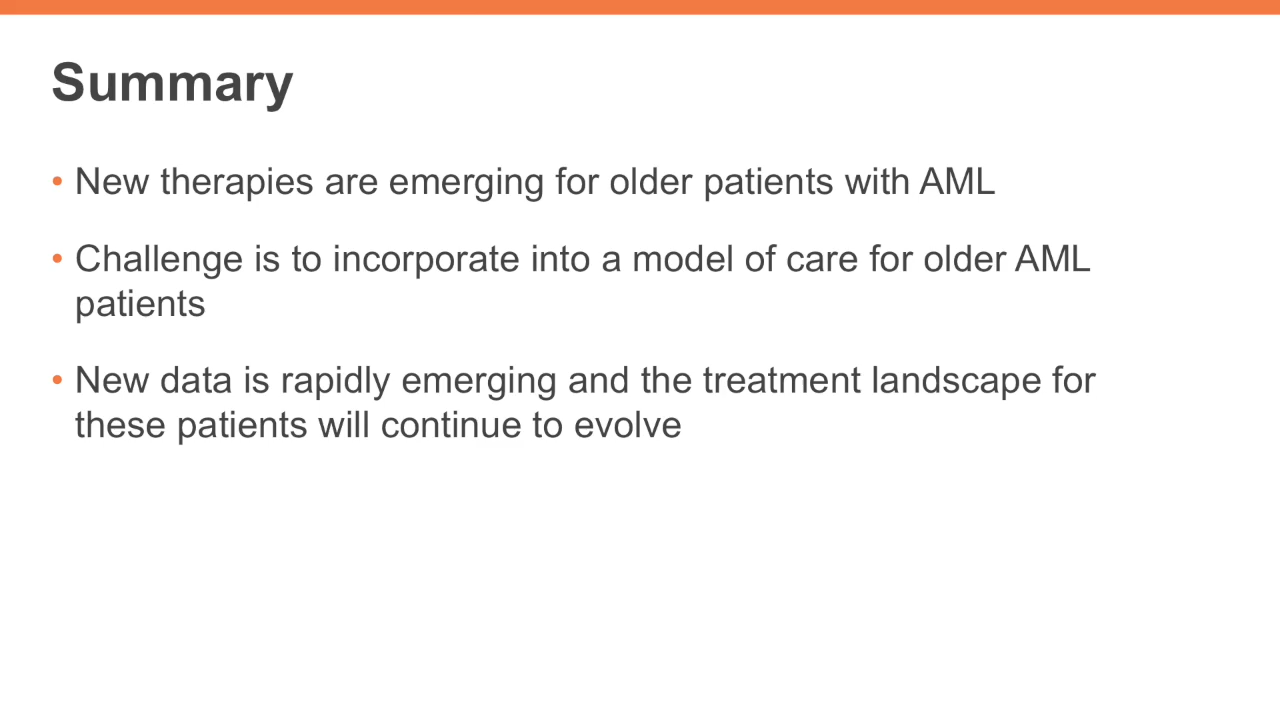 Summary
• New therapies are emerging for older patients with AML
• Challenge is to incorporate into a model of care for older AML
patients
• New data is rapidly emerging and the treatment landscape for
these patients will continue to evolve